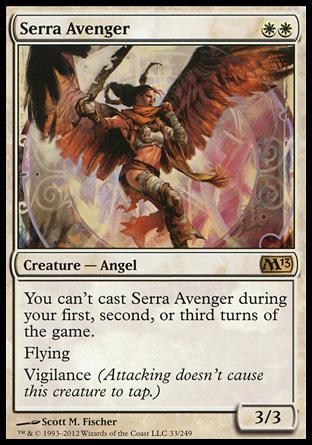 Serra Avenger
Creature — Angel
M13
You can't cast Serra Avenger during
your first, second, or third turns of
the game.
Flying
Vigilance (Attacking doesn't cause
this creature to tap.)
Scott M. Fischer
™ & © 1993–2012 Wizards of the Coast LLC 33/249
3/3